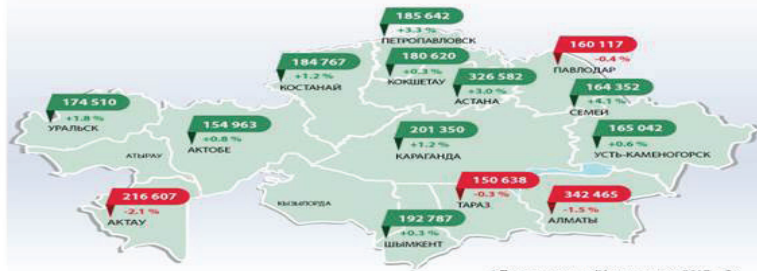 185 642
+3.3 %
ПЕТРОПАВЛОВСК
184 767
+1.2 %
КОСТАНАЙ
180 620
+0.3 %
КОКШЕТАУ
326 582
+3.0 %
АСТАНА
160 117
-0.4 %
ПАВЛОДАР
164 352
+4.1 %
СЕМЕЙ
174 510
+1.8 %
УРАЛЬСК
154 963
+0.8 %
АКТОБЕ
АТЫРАУ
201 350
+1.2 %
КАРАГАНДА
165 042
+0.6 %
УСТЬ-КАМЕНОГОРСК
216 607
-2.1 %
АКТАУ
КЫЗЫЛОРДА
150 638
-0.3 %
ТАРАЗ
342 465
-1.5 %
АЛМАТЫ
192 787
+0.3 %
ШЫМКЕНТ